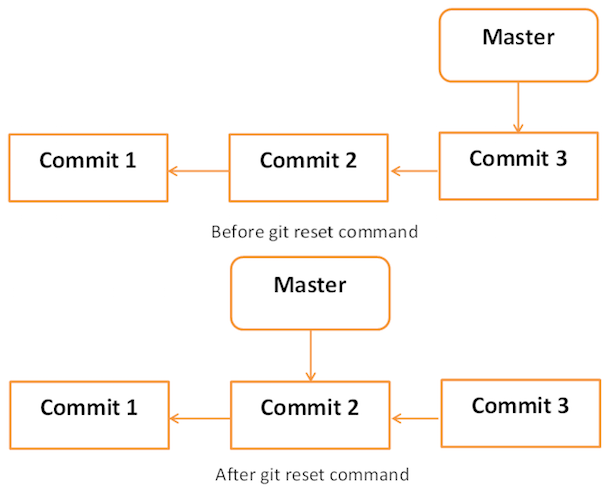 Master
Commit 1
Commit 2
Commit 3
Before git reset command
Master
Commit 1
Commit 2
Commit 3
After git reset command